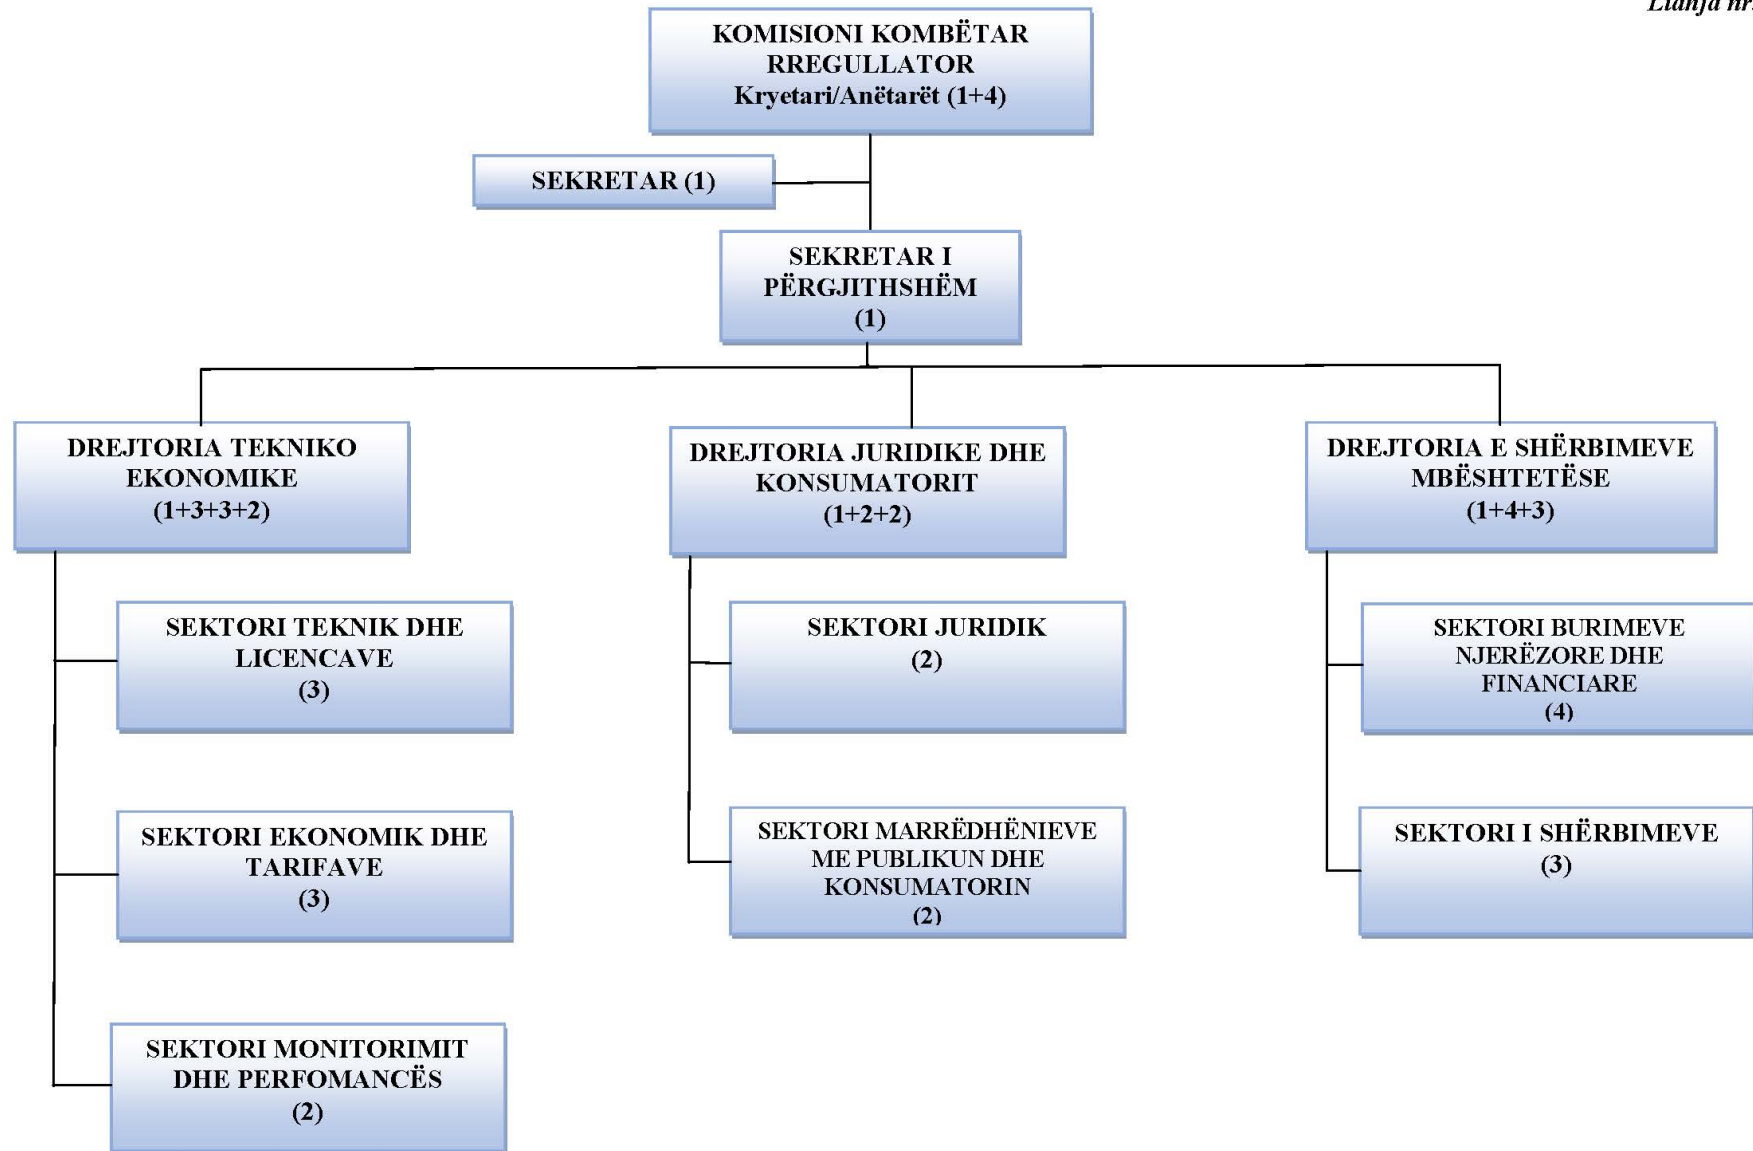 Lidhja nr.
KOMISIONI KOMBËTAR
RREGULLATOR
Kryetari/Anëtarët (1+4)
SEKRETAR (1)
SEKRETAR I
PËRGJITHSHËM
(1)
DREJTORIA TEKNIKO
EKONOMIKE
(1+3+3+2)
DREJTORIA JURIDIKE DHE
KONSUMATORIT
(1+2+2)
DREJTORIA E SHËRBIMEVE
MBËSHTETËSE
(1+4+3)
SEKTORI TEKNIK DHE
LICENCAVE
(3)
SEKTORI JURIDIK
(2)
SEKTORI BURIMEVE
NJERËZORE DHE
FINANCIARE
(4)
SEKTORI EKONOMIK DHE
TARIFAVE
(3)
SEKTORI MARRËDHËNIEVE
ME PUBLIKUN DHE
KONSUMATORIN
(2)
SEKTORI I SHËRBIMEVE
(3)
SEKTORI MONITORIMIT
DHE PERFOMANCËS
(2)